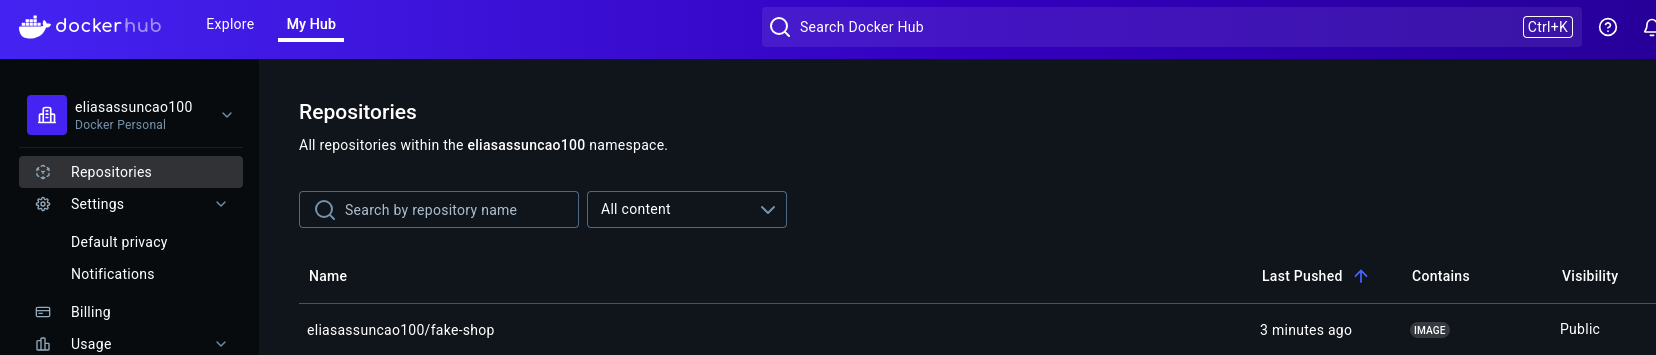 dockerhub Explore My Hub Search Docker Hub Ctrl+K
eliasassuncao100
Docker Personal
Repositories
Settings
Default privacy
Notifications
Billing
Usage
Repositories
All repositories within the eliasassuncao100 namespace.
Search by repository name All content
Name Last Pushed Contains Visibility
eliasassuncao100/fake-shop 3 minutes ago IMAGE Public